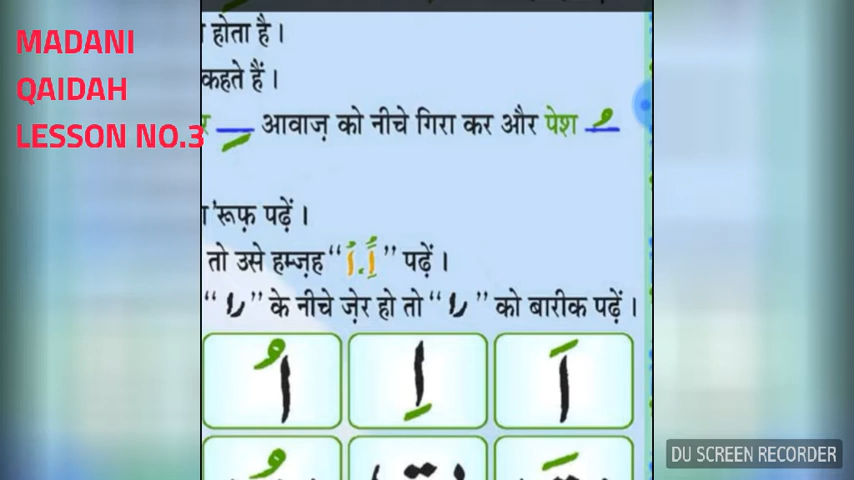 MADANI
QAIDAH
LESSON NO.3
होता है।
कहते हैं।
आवाज़ को नीचे गिरा कर और पेश
रूफ़ पढ़ें।
तो उसे हम्ज़ह “ ” पढ़ें।
“ر” के नीचे ज़ेर हो तो “ر” को बारीक पढ़ें।
اَ اِ اُ
DU SCREEN RECORDER